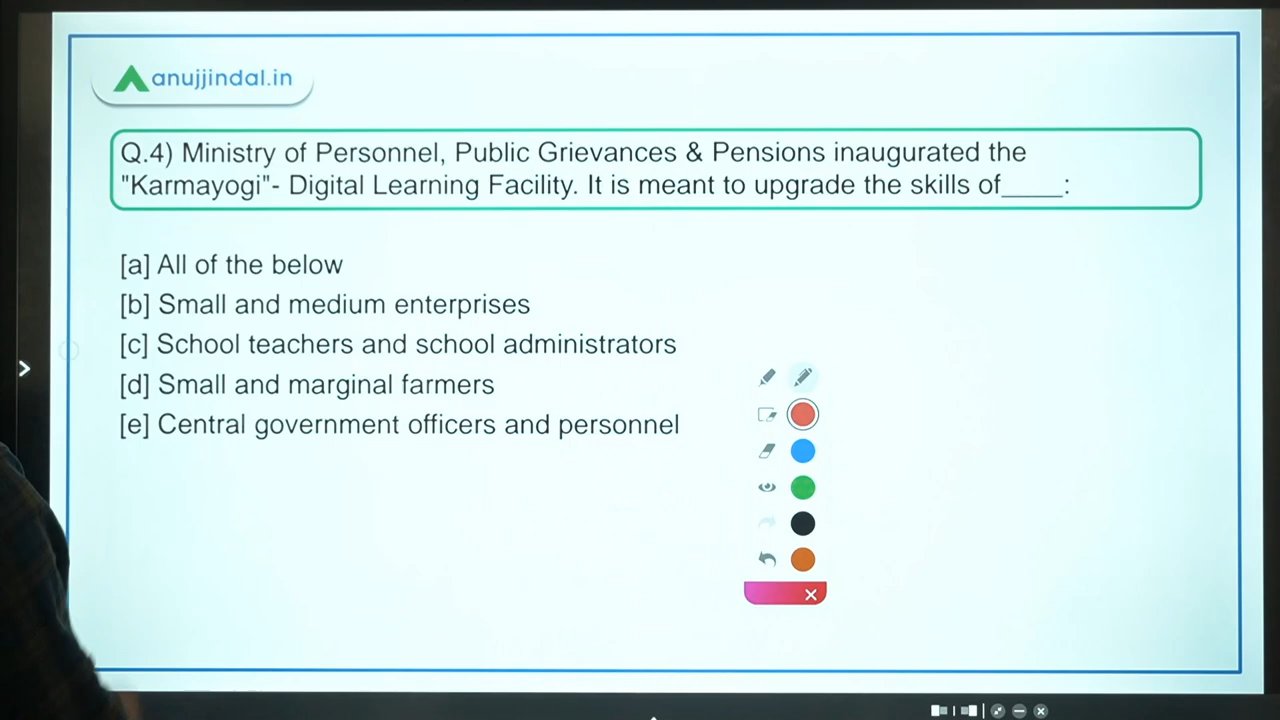 anujjindal.in
Q.4) Ministry of Personnel, Public Grievances & Pensions inaugurated the
"Karmayogi"- Digital Learning Facility. It is meant to upgrade the skills of____:
[a] All of the below
[b] Small and medium enterprises
[c] School teachers and school administrators
[d] Small and marginal farmers
[e] Central government officers and personnel